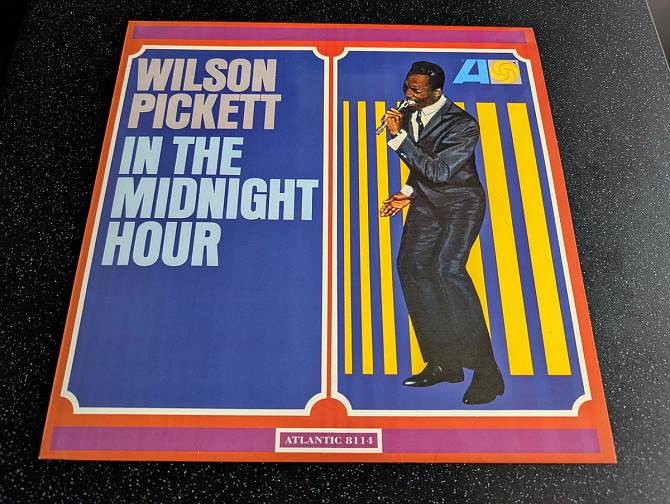 WILSON
PICKETT
IN THE
MIDNIGHT
HOUR
ATLANTIC 8114